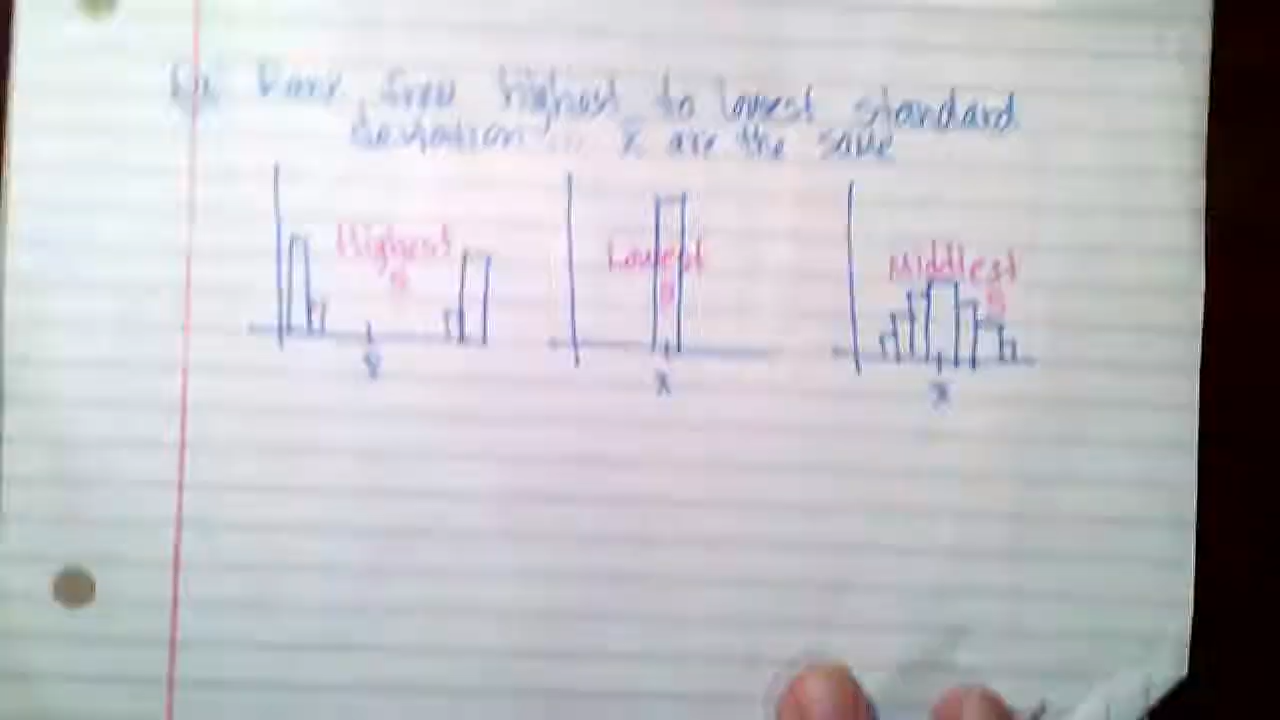 Rank from highest to lowest standard
deviation x̄ are the same
Highest
s
Lowest
s
Middlest
s
x̄
x̄
x̄